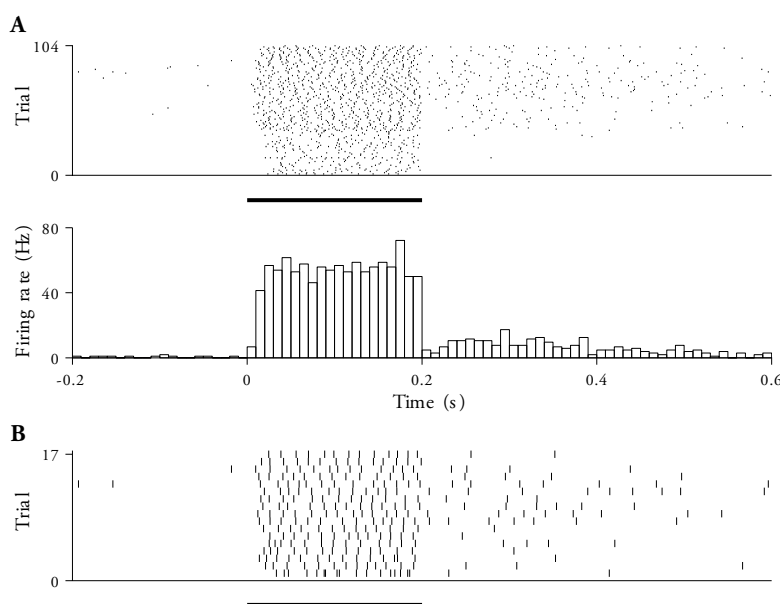 A
104
Trial
0
80
Firing rate (Hz)
40
0
-0.2 0 0.2 0.4 0.6
Time (s)
B
17
Trial
0